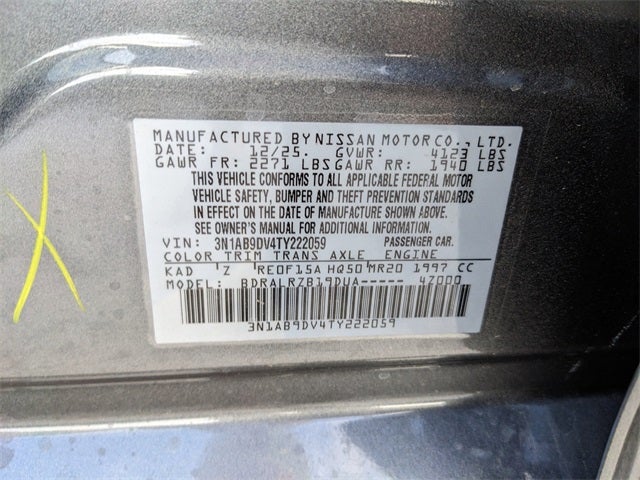 MANUFACTURED BY NISSAN MOTOR CO., LTD.
DATE: 12/25. GVWR: 4123 LBS
GAWR FR: 2271 LBS GAWR RR: 1940 LBS
THIS VEHICLE CONFORMS TO ALL APPLICABLE FEDERAL MOTOR
VEHICLE SAFETY, BUMPER AND THEFT PREVENTION STANDARDS
IN EFFECT ON THE DATE OF MANUFACTURE SHOWN ABOVE.
SEE OWNER'S MANUAL FOR ADDITIONAL INFORMATION.
VIN: 3N1AB9DV4TY222059 PASSENGER CAR.
COLOR TRIM TRANS AXLE ENGINE
KAD 'Z RE0F15A HQ50 MR20 1997 CC
MODEL: BDRALRZB19DUA----- 4Z000
3N1AB9DV4TY222059
X